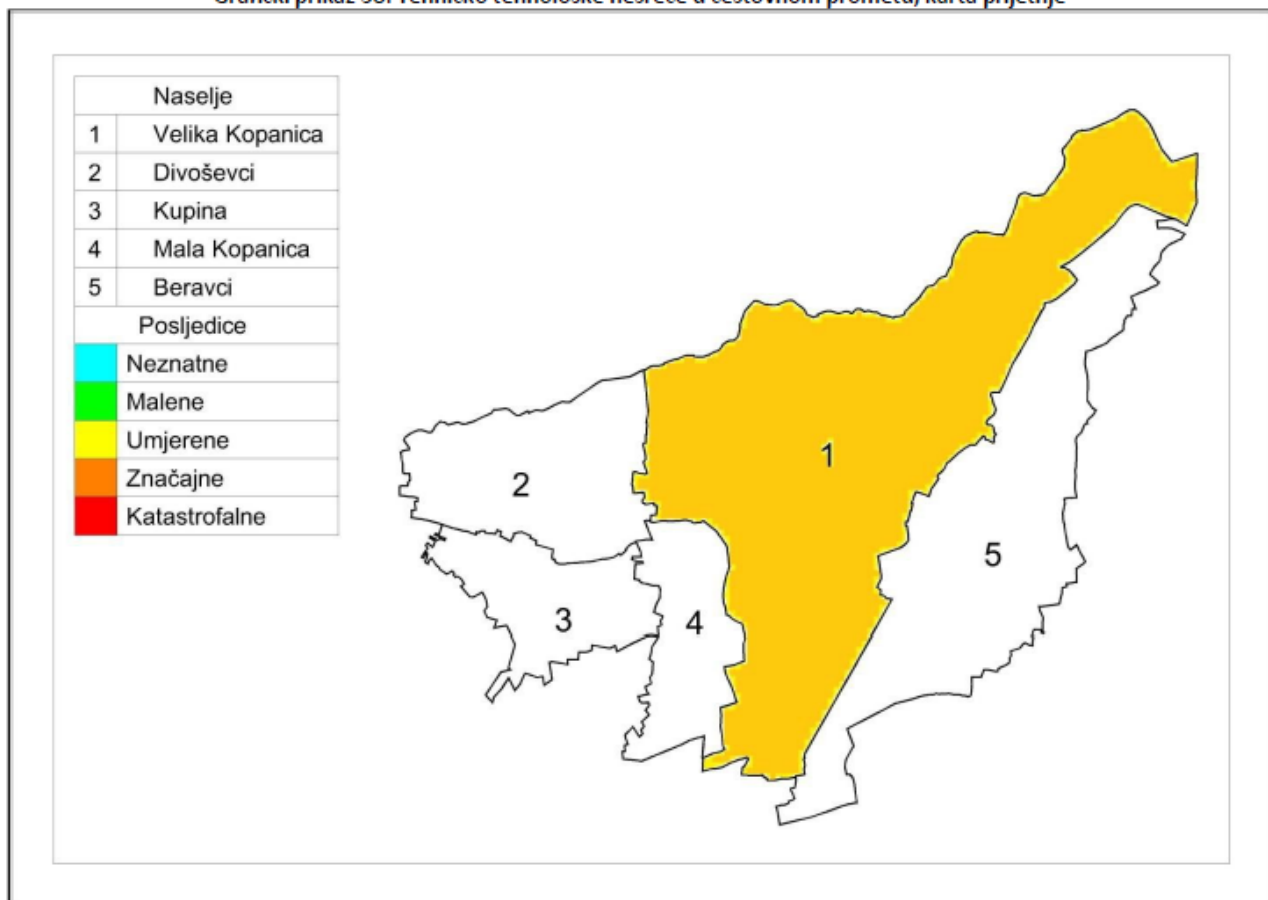 Naselje
1 Velika Kopanica
2 Divoševci
3 Kupina
4 Mala Kopanica
5 Beravci
Posljedice
Neznatne
Malene
Umjerene
Značajne
Katastrofalne
1
2
5
3
4